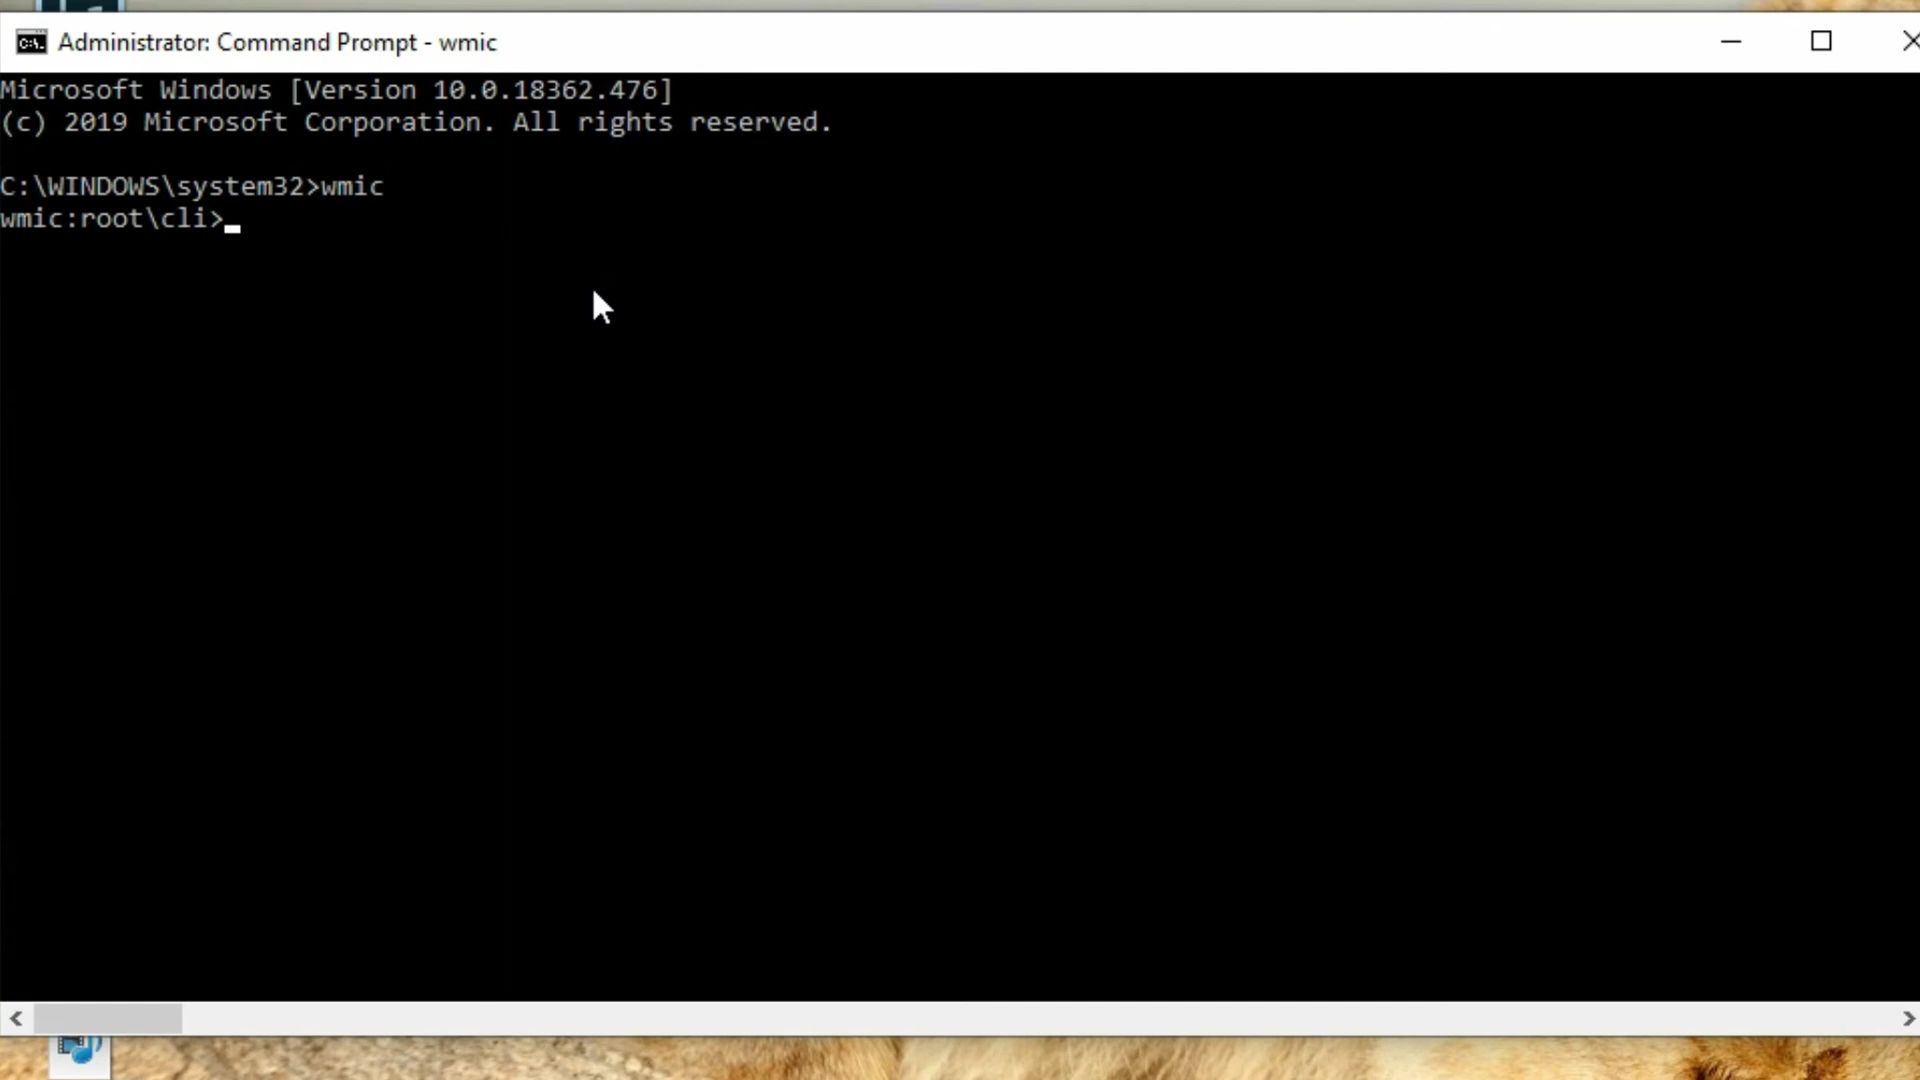 Administrator: Command Prompt - wmic
Microsoft Windows [Version 10.0.18362.476]
(c) 2019 Microsoft Corporation. All rights reserved.
C:\WINDOWS\system32>wmic
wmic:root\cli>